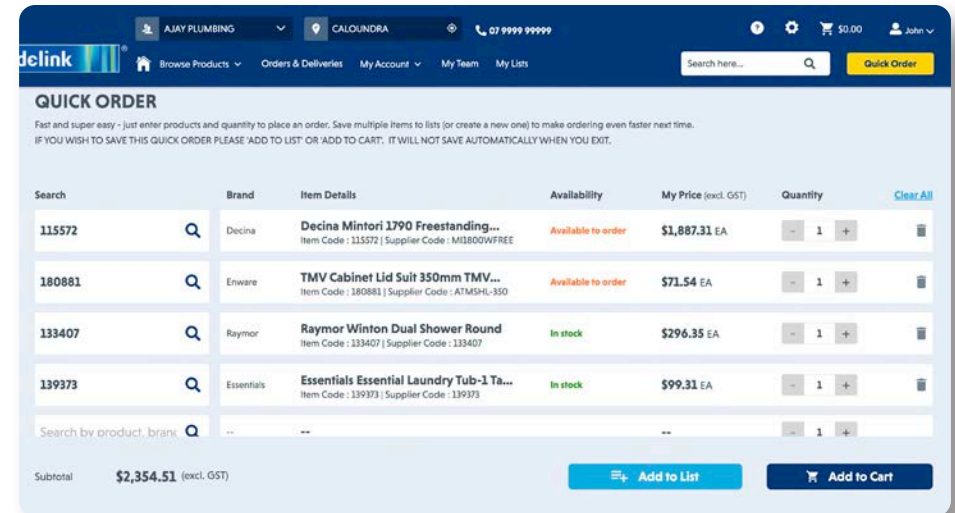 AJAY PLUMBING CALOUNDRA 07 9999 99999 ? $0.00 John
delink® Browse Products Orders & Deliveries My Account My Team My Lists Search here... Quick Order
QUICK ORDER
Fast and super easy - just enter products and quantity to place an order. Save multiple items to lists (or create a new one) to make ordering even faster next time.
IF YOU WISH TO SAVE THIS QUICK ORDER PLEASE 'ADD TO LIST' OR 'ADD TO CART'. IT WILL NOT SAVE AUTOMATICALLY WHEN YOU EXIT.
Search Brand Item Details Availability My Price (excl. GST) Quantity Clear All
115572 Decina Decina Mintori 1790 Freestanding... Available to order $1,887.31 EA - 1 +
Item Code : 115572 | Supplier Code : MI1800WFREE
180881 Enware TMV Cabinet Lid Suit 350mm TMV... Available to order $71.54 EA - 1 +
Item Code : 180881 | Supplier Code : ATMSHL-350
133407 Raymor Raymor Winton Dual Shower Round In stock $296.35 EA - 1 +
Item Code : 133407 | Supplier Code : 133407
139373 Essentials Essentials Essential Laundry Tub-1 Ta... In stock $99.31 EA - 1 +
Item Code : 139373 | Supplier Code : 139373
Search by product, branc -- -- -- - 1 +
Subtotal $2,354.51 (excl. GST) Add to List Add to Cart